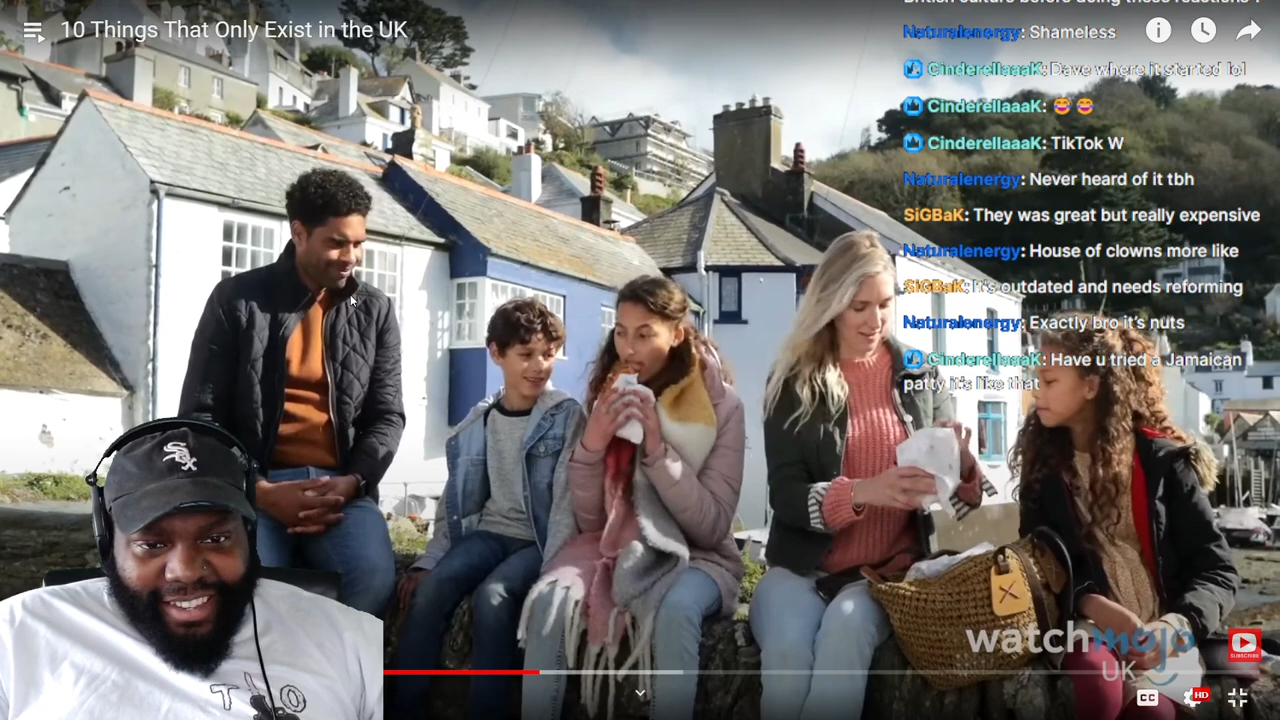 10 Things That Only Exist in the UK
Naturalenergy: Shameless
CinderellaaaK: Dave where it started lol
CinderellaaaK: 😂 😂
CinderellaaaK: TikTok W
Naturalenergy: Never heard of it tbh
SiGBaK: They was great but really expensive
Naturalenergy: House of clowns more like
SiGBaK: It's outdated and needs reforming
Naturalenergy: Exactly bro it's nuts
CinderellaaaK: Have u tried a Jamaican
patty it's like that
watchmojo
UK
SUBSCRIBE
CC
HD